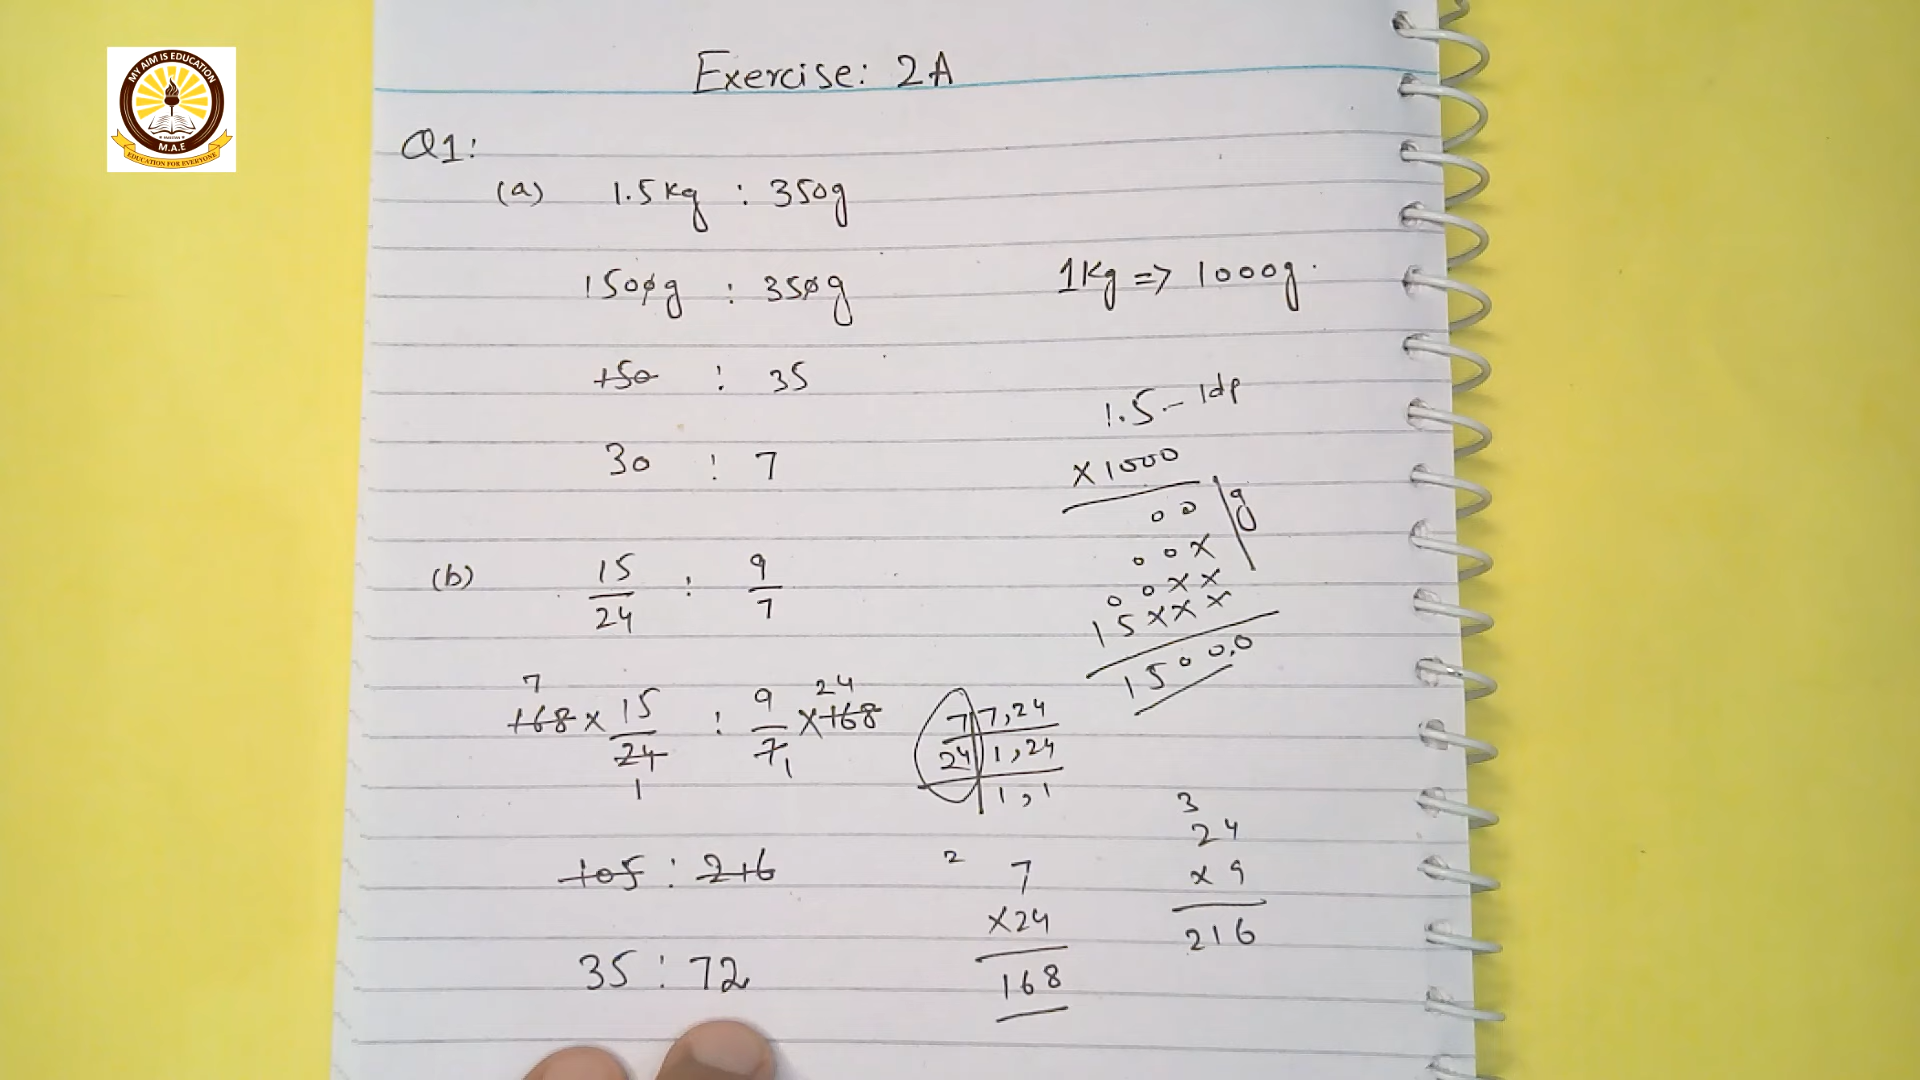 MY AIM IS EDUCATION
M.A.E
EDUCATION FOR EVERYONE
Exercise: 2A
Q1:
(a) 1.5 kg : 350g
1500g : 350g
1kg => 1000g.
150 : 35
30 : 7
1.5 - 1dp
x1000
00 | g
00x
00xx
15xxx
1500.0
(b) 15/24 : 9/7
7 24
168 x 15/24 : 9/7 x 168
1 1
7 | 7,24
24 | 1,24
1,1
105 : 216
35 : 72
2
7
x24
168
3
24
x 9
216